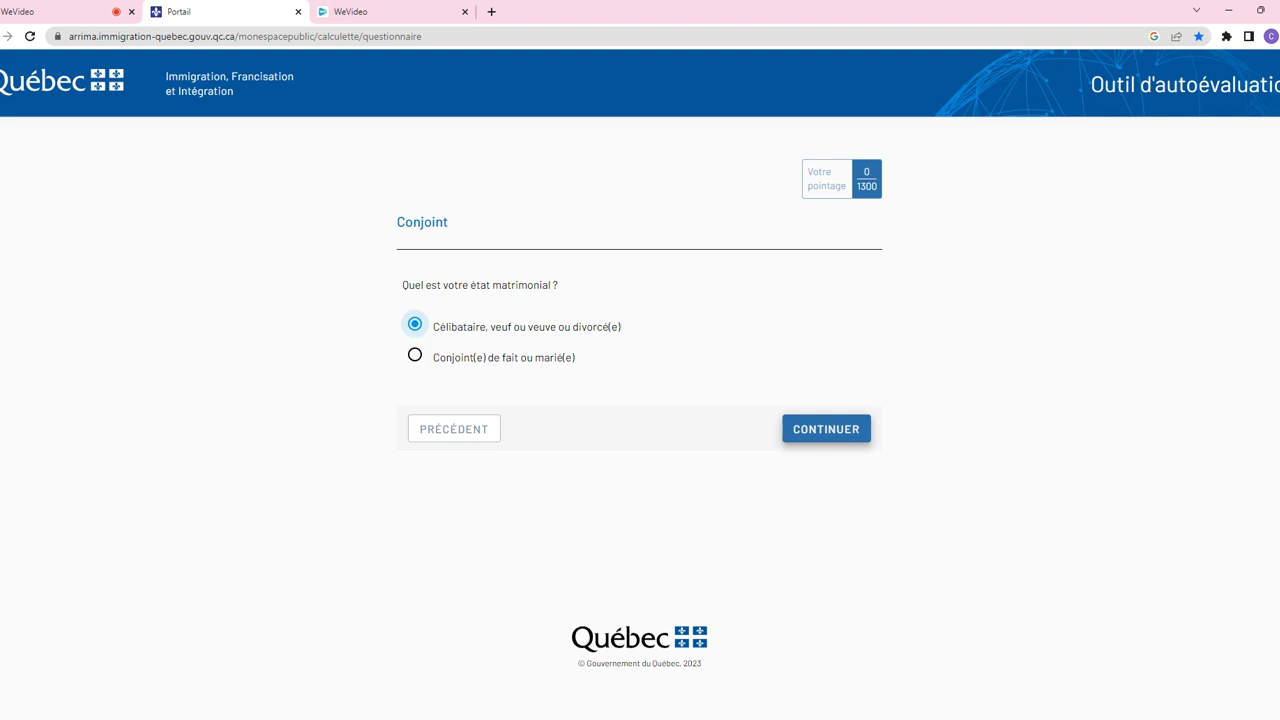 WeVideo
Portail
WeVideo
arrima.immigration-quebec.gouv.qc.ca/monespacepublic/calculette/questionnaire
C
Québec
Immigration, Francisation
et Intégration
Outil d'autoévaluatio
Votre
pointage
0
1300
Conjoint
Quel est votre état matrimonial ?
Célibataire, veuf ou veuve ou divorcé(e)
Conjoint(e) de fait ou marié(e)
PRÉCÉDENT
CONTINUER
Québec
© Gouvernement du Québec, 2023